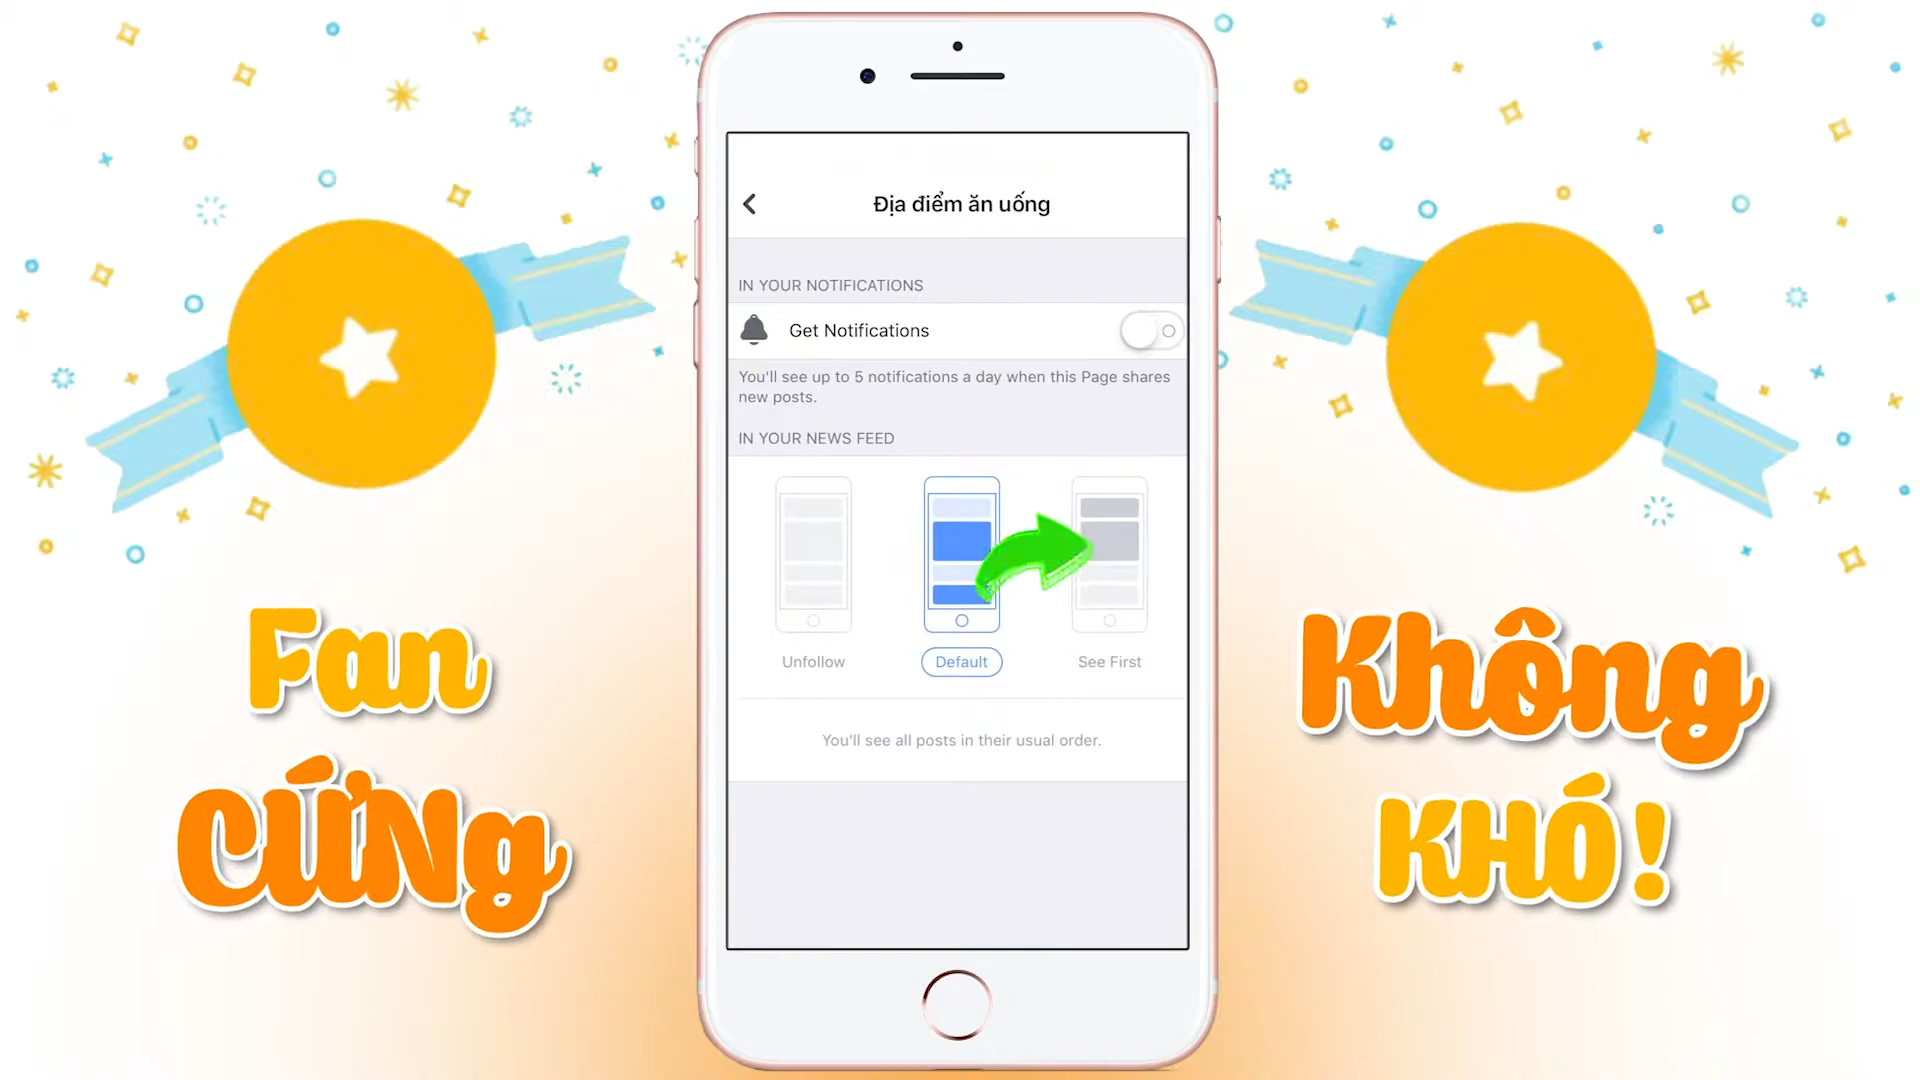 Địa điểm ăn uống
IN YOUR NOTIFICATIONS
Get Notifications
You'll see up to 5 notifications a day when this Page shares
new posts.
IN YOUR NEWS FEED
Unfollow
Default
See First
You'll see all posts in their usual order.
Fan
CỨNg
Không
KHÓ!